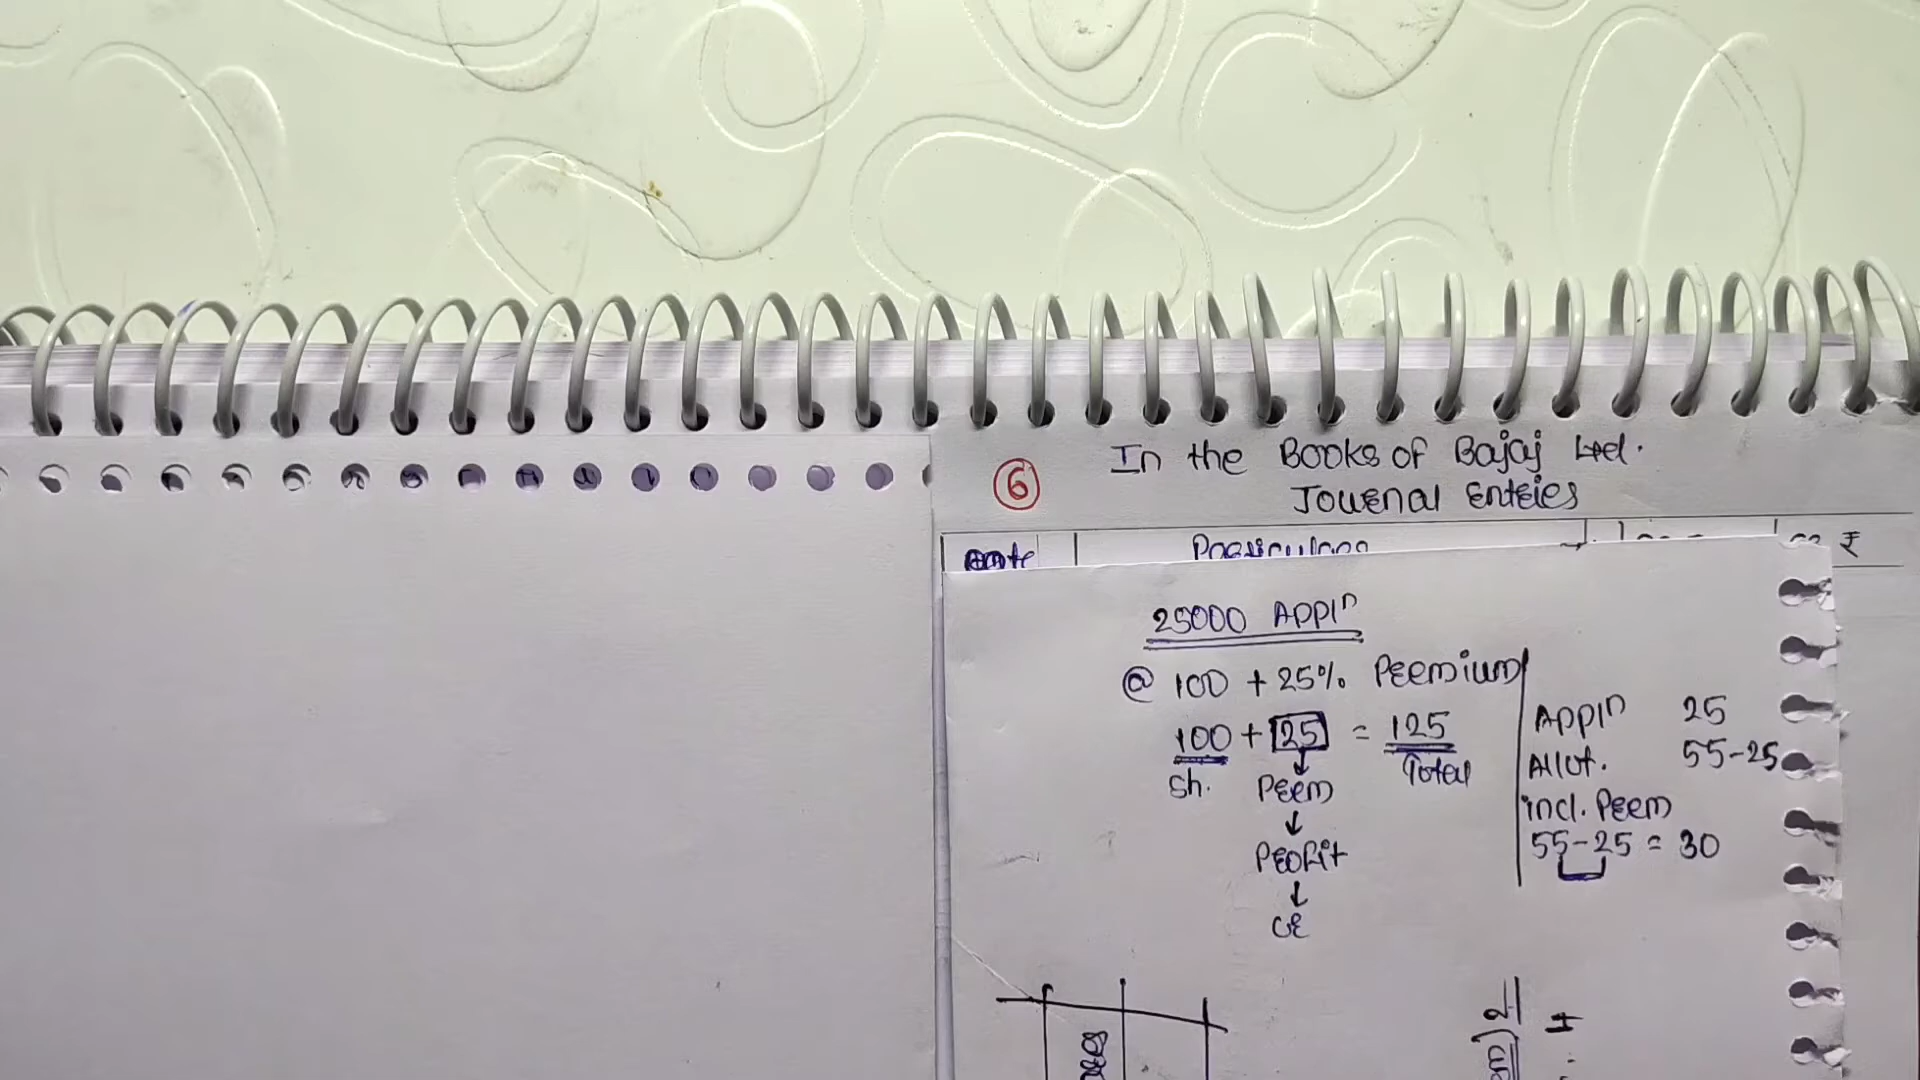 6
In the Books of Bajaj Ltd.
Journal Entries
Particulars
₹
25000 Appln
@ 100 + 25% Premium
100 + 25 = 125
Sh. Prem Total
↓
Profit
↓
CR
Appln 25
Allot. 55-25
incl. Prem
55-25 = 30